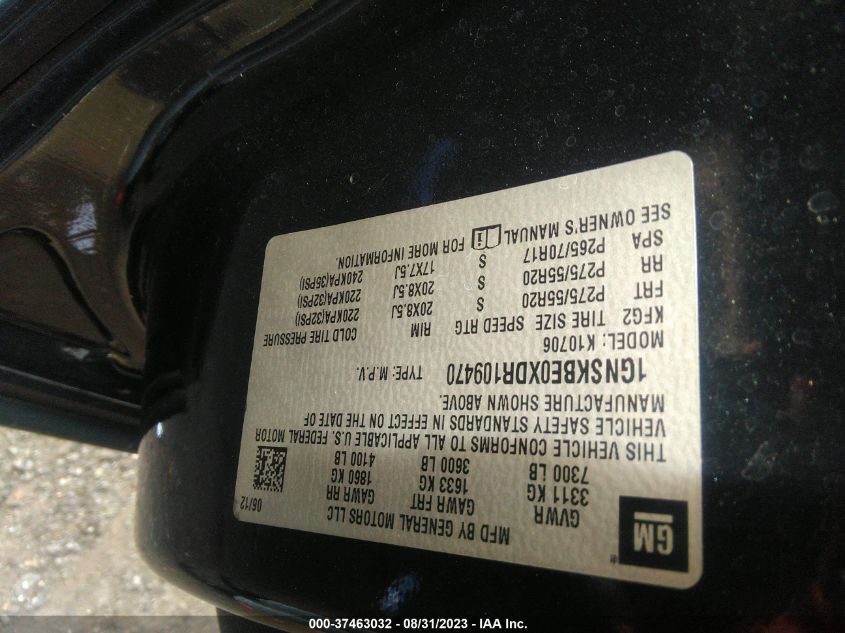 GM
MFD BY GENERAL MOTORS LLC
06/12
GVWR GAWR FRT GAWR RR
3311 KG 1633 KG 1860 KG
7300 LB 3600 LB 4100 LB
THIS VEHICLE CONFORMS TO ALL APPLICABLE U.S. FEDERAL MOTOR
VEHICLE SAFETY STANDARDS IN EFFECT ON THE DATE OF
MANUFACTURE SHOWN ABOVE.
1GNSKBE0XDR109470 TYPE: M.P.V.
MODEL: K10706
KFG2 TIRE SIZE SPEED RTG RIM COLD TIRE PRESSURE
FRT P275/55R20 S 20X8.5J 220KPA(32PSI)
RR P275/55R20 S 20X8.5J 220KPA(32PSI)
SPA P265/70R17 17X7.5J 240KPA(35PSI)
SEE OWNER'S MANUAL FOR MORE INFORMATION.
000-37463032 - 08/31/2023 - IAA Inc.